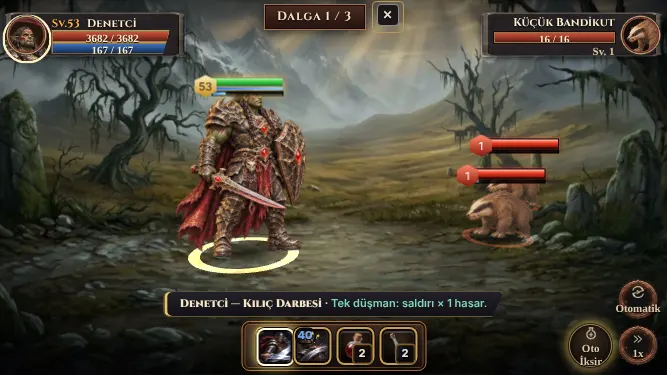 Sv.53 Denetci
3682 / 3682
167 / 167
Dalga 1 / 3
×
Küçük Bandikut
16 / 16
Sv. 1
53
1
1
Denetci — Kılıç Darbesi · Tek düşman: saldırı × 1 hasar.
40
2
2
Otomatik
Oto
İksir
1x